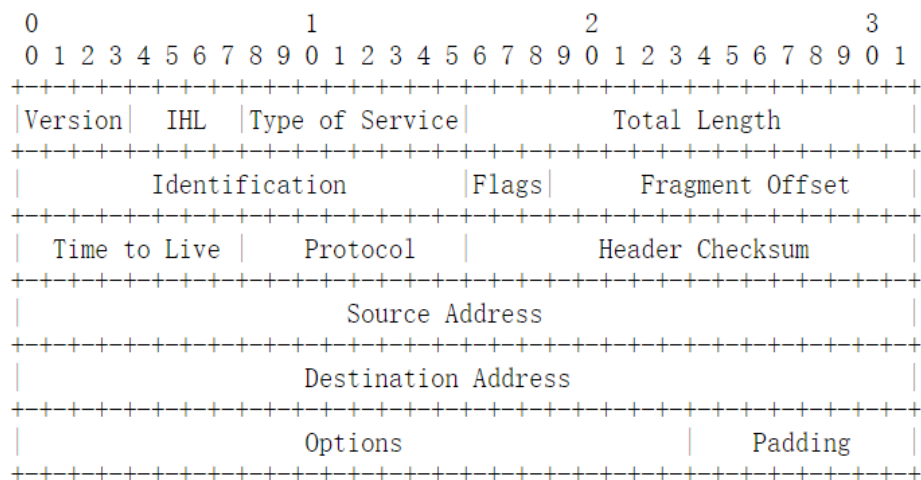 0                   1                   2                   3
0 1 2 3 4 5 6 7 8 9 0 1 2 3 4 5 6 7 8 9 0 1 2 3 4 5 6 7 8 9 0 1
+-+-+-+-+-+-+-+-+-+-+-+-+-+-+-+-+-+-+-+-+-+-+-+-+-+-+-+-+-+-+-+-+
|Version|  IHL  |Type of Service|          Total Length         |
+-+-+-+-+-+-+-+-+-+-+-+-+-+-+-+-+-+-+-+-+-+-+-+-+-+-+-+-+-+-+-+-+
|         Identification        |Flags|      Fragment Offset    |
+-+-+-+-+-+-+-+-+-+-+-+-+-+-+-+-+-+-+-+-+-+-+-+-+-+-+-+-+-+-+-+-+
|  Time to Live |    Protocol   |         Header Checksum       |
+-+-+-+-+-+-+-+-+-+-+-+-+-+-+-+-+-+-+-+-+-+-+-+-+-+-+-+-+-+-+-+-+
|                       Source Address                          |
+-+-+-+-+-+-+-+-+-+-+-+-+-+-+-+-+-+-+-+-+-+-+-+-+-+-+-+-+-+-+-+-+
|                    Destination Address                        |
+-+-+-+-+-+-+-+-+-+-+-+-+-+-+-+-+-+-+-+-+-+-+-+-+-+-+-+-+-+-+-+-+
|                    Options                    |    Padding    |
+-+-+-+-+-+-+-+-+-+-+-+-+-+-+-+-+-+-+-+-+-+-+-+-+-+-+-+-+-+-+-+-+